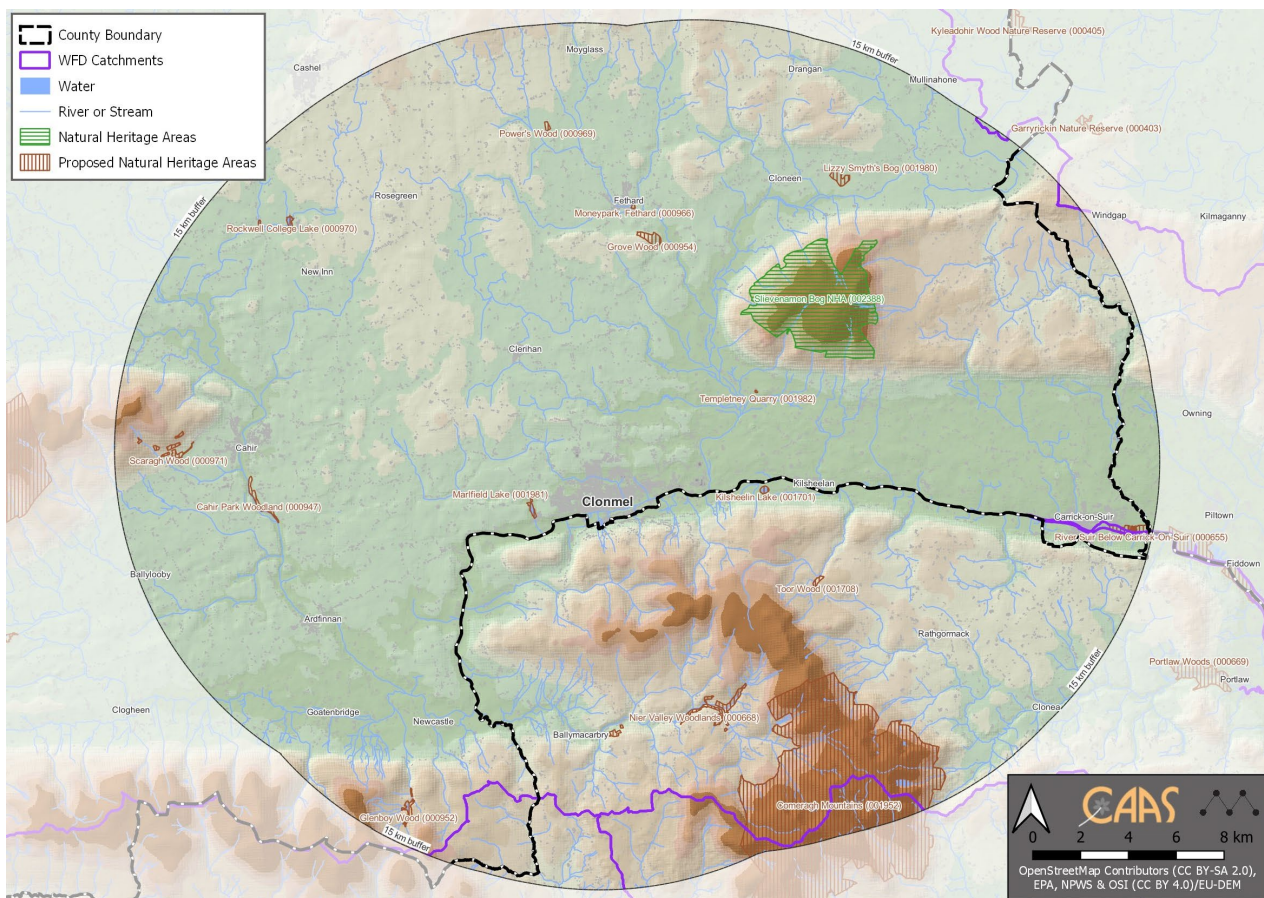 County Boundary
WFD Catchments
Water
River or Stream
Natural Heritage Areas
Proposed Natural Heritage Areas
Kyleadohir Wood Nature Reserve (000405)
Moyglass
15 km buffer
Cashel
Drangan
Mullinahone
Power's Wood (000969)
Garryrickin Nature Reserve (000403)
Lizzy Smyth's Bog (001980)
Cloneen
Rosegreen
Fethard
Moneypark, Fethard (000966)
15 km buffer
Windgap
Kilmaganny
Rockwell College Lake (000970)
Grove Wood (000954)
New Inn
Slievenamon Bog NHA (002388)
Clerihan
Templetney Quarry (001982)
Owning
Cahir
Scaragh Wood (000971)
Kilsheelan
Marlfield Lake (001981)
Clonmel
Kilsheelin Lake (001701)
Cahir Park Woodland (000947)
Carrick-on-Suir
Piltown
River Suir Below Carrick-On-Suir (000655)
Fiddown
Ballylooby
Toor Wood (001708)
Ardfinnan
Rathgormack
Portlaw Woods (000669)
15 km buffer
Portlaw
Clogheen
Goatenbridge
Newcastle
Clonea
Nier Valley Woodlands (000668)
Ballymacarbry
Comeragh Mountains (001952)
Glenboy Wood (000952)
15 km buffer
CAAS
0 2 4 6 8 km
OpenStreetMap Contributors (CC BY-SA 2.0),
EPA, NPWS & OSI (CC BY 4.0)/EU-DEM